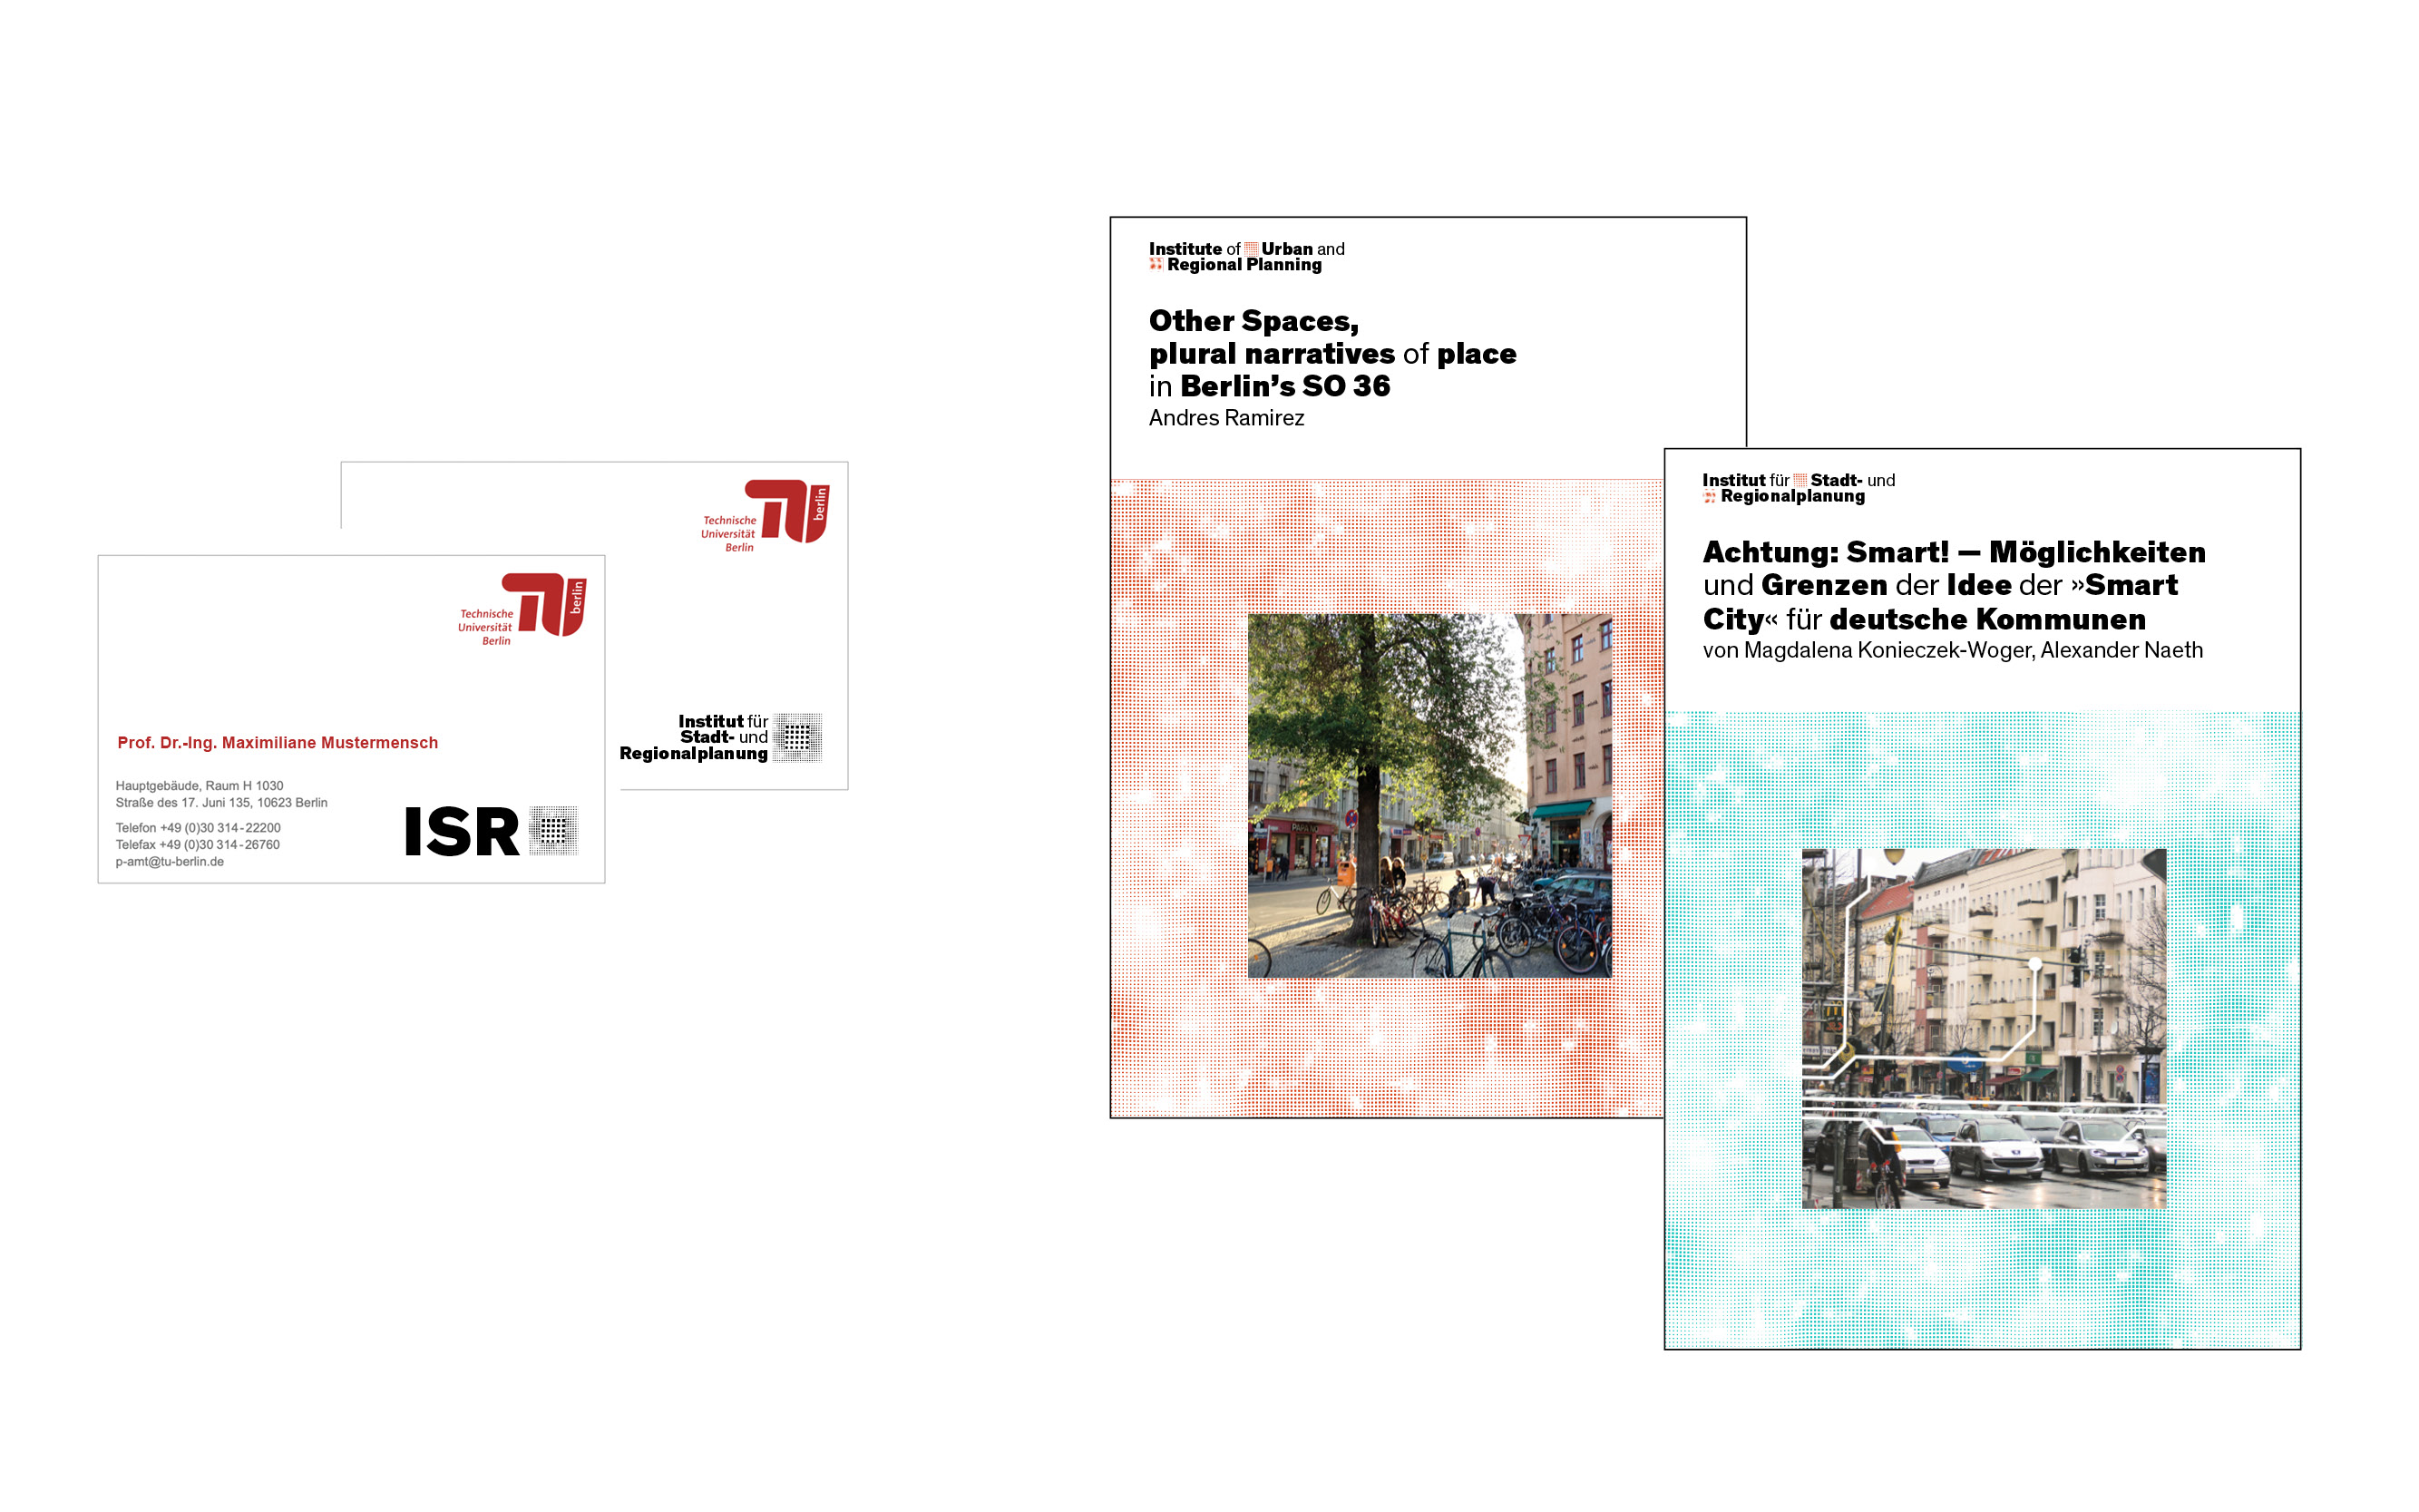 Technische
Universität
Berlin
berlin
Prof. Dr.-Ing. Maximiliane Mustermensch
Hauptgebäude, Raum H 1030
Straße des 17. Juni 135, 10623 Berlin
Telefon +49 (0)30 314-22200
Telefax +49 (0)30 314-26760
p-amt@tu-berlin.de
ISR
Technische
Universität
Berlin
berlin
Institut für
Stadt- und
Regionalplanung
Institute of Urban and
Regional Planning
Other Spaces,
plural narratives of place
in Berlin’s SO 36
Andres Ramirez
Institut für Stadt- und
Regionalplanung
Achtung: Smart! — Möglichkeiten
und Grenzen der Idee der »Smart
City« für deutsche Kommunen
von Magdalena Konieczek-Woger, Alexander Naeth